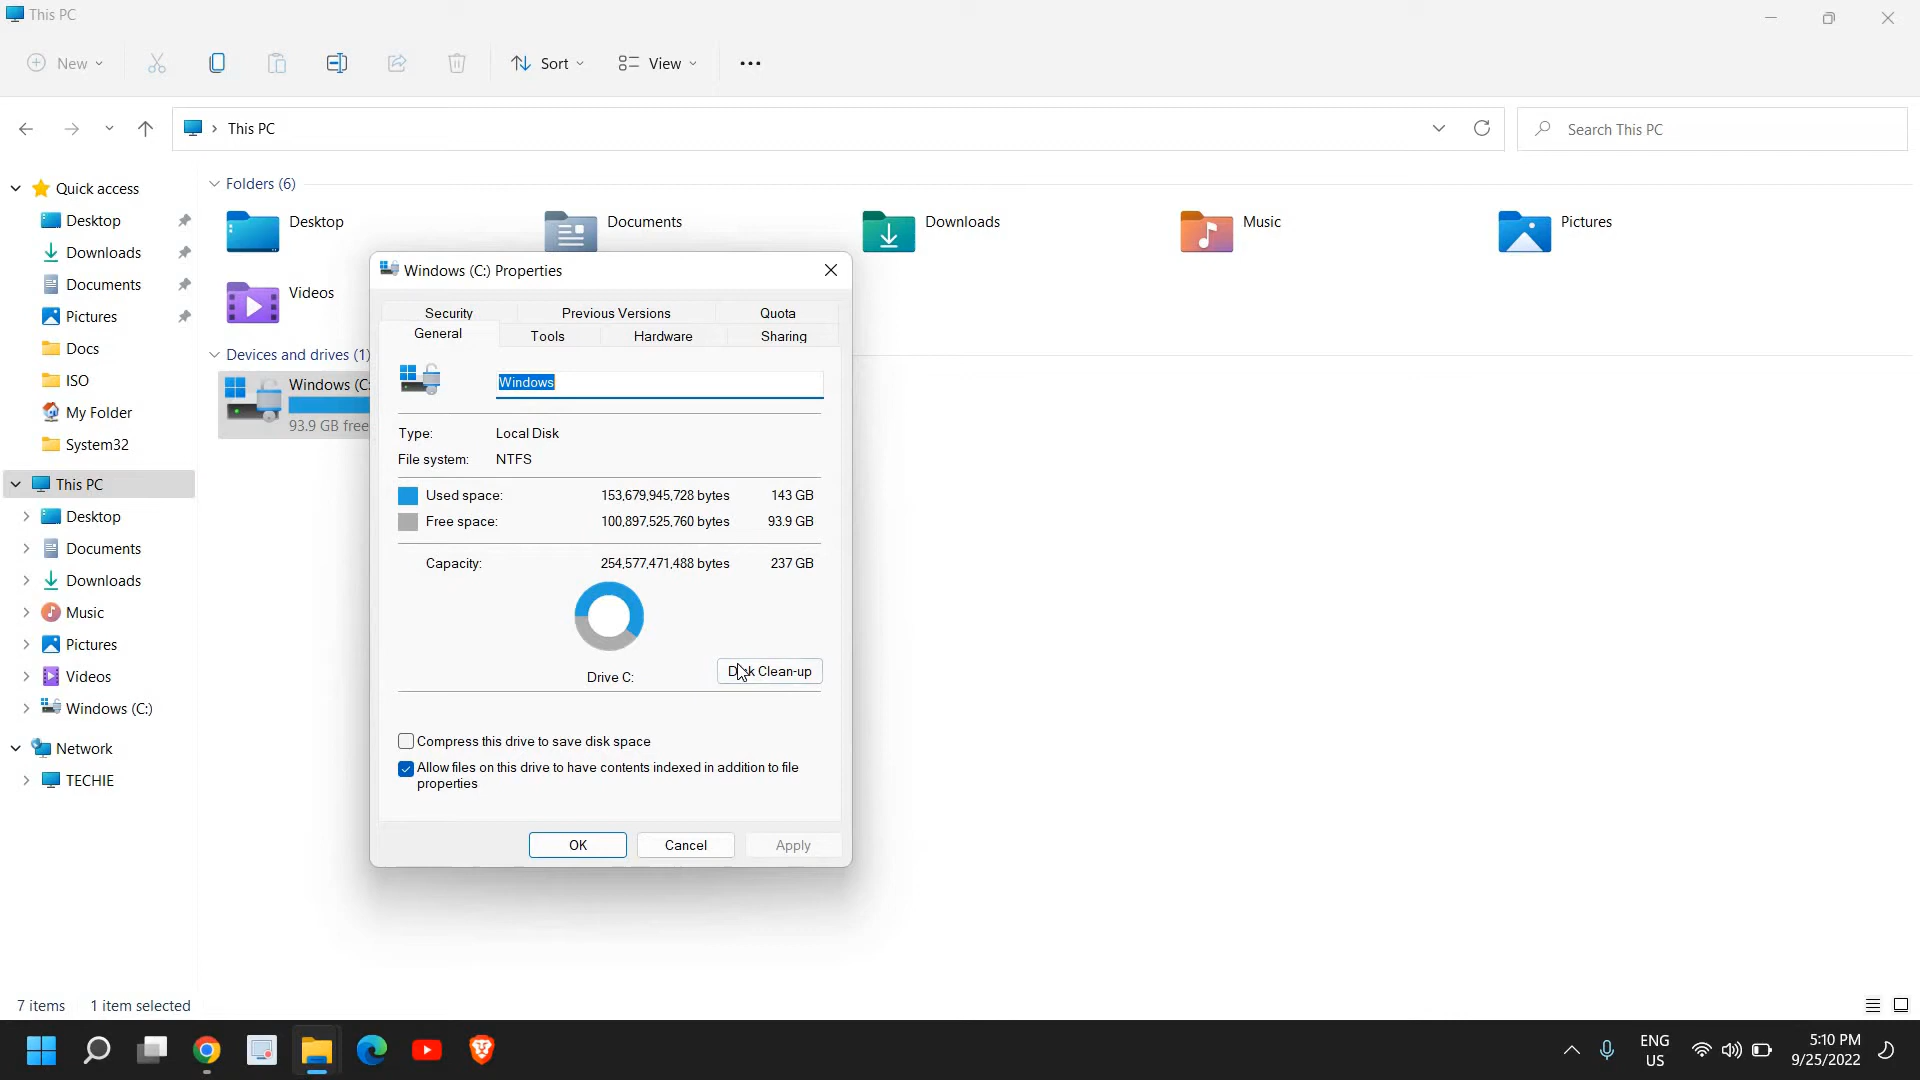 This PC
New
Sort
View
This PC
Search This PC
Quick access
Desktop
Downloads
Documents
Pictures
Docs
ISO
My Folder
System32
This PC
Desktop
Documents
Downloads
Music
Pictures
Videos
Windows (C:)
Network
TECHIE
Folders (6)
Desktop
Documents
Downloads
Music
Pictures
Videos
Devices and drives (1)
Windows (C:
93.9 GB free
Windows (C:) Properties
Security Previous Versions Quota
General Tools Hardware Sharing
Windows
Type: Local Disk
File system: NTFS
Used space: 153,679,945,728 bytes 143 GB
Free space: 100,897,525,760 bytes 93.9 GB
Capacity: 254,577,471,488 bytes 237 GB
Drive C:
Disk Clean-up
Compress this drive to save disk space
Allow files on this drive to have contents indexed in addition to file
properties
OK Cancel Apply
7 items 1 item selected
ENG
US
5:10 PM
9/25/2022